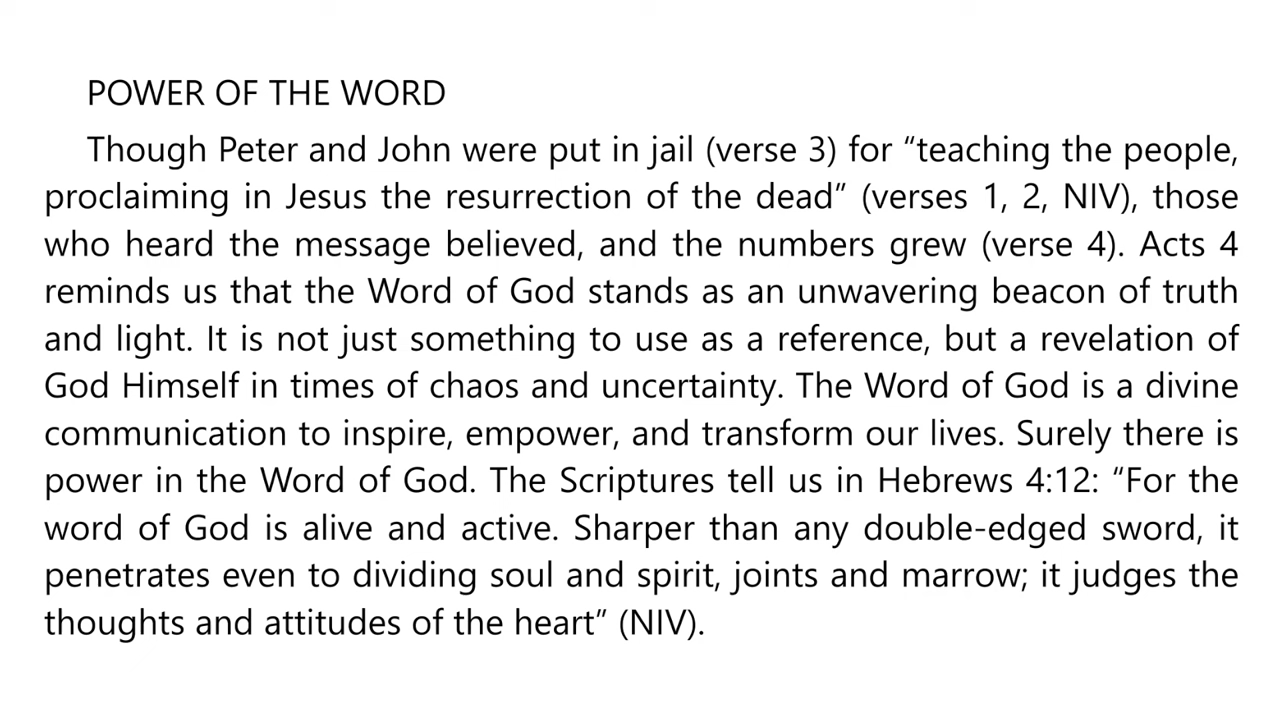 POWER OF THE WORD
Though Peter and John were put in jail (verse 3) for “teaching the people,
proclaiming in Jesus the resurrection of the dead” (verses 1, 2, NIV), those
who heard the message believed, and the numbers grew (verse 4). Acts 4
reminds us that the Word of God stands as an unwavering beacon of truth
and light. It is not just something to use as a reference, but a revelation of
God Himself in times of chaos and uncertainty. The Word of God is a divine
communication to inspire, empower, and transform our lives. Surely there is
power in the Word of God. The Scriptures tell us in Hebrews 4:12: “For the
word of God is alive and active. Sharper than any double-edged sword, it
penetrates even to dividing soul and spirit, joints and marrow; it judges the
thoughts and attitudes of the heart” (NIV).